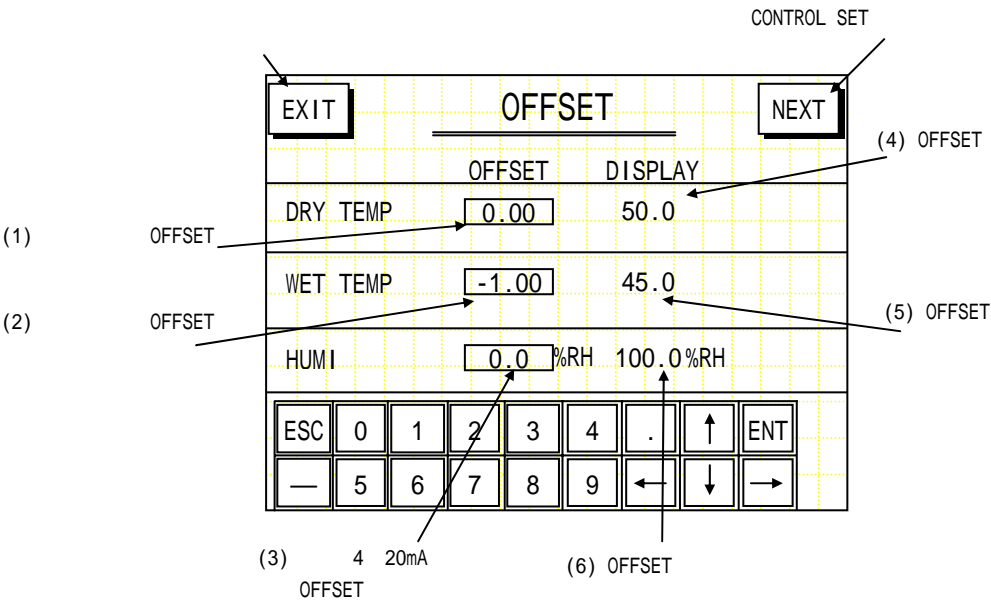 CONTROL SET
EXIT OFFSET NEXT
(4) OFFSET
OFFSET DISPLAY
DRY TEMP 0.00 50.0
(1) OFFSET
WET TEMP -1.00 45.0
(5) OFFSET
(2) OFFSET
HUMI 0.0 %RH 100.0%RH
ESC 0 1 2 3 4 . ↑ ENT
— 5 6 7 8 9 ← ↓ →
(3) 4 20mA
OFFSET
(6) OFFSET